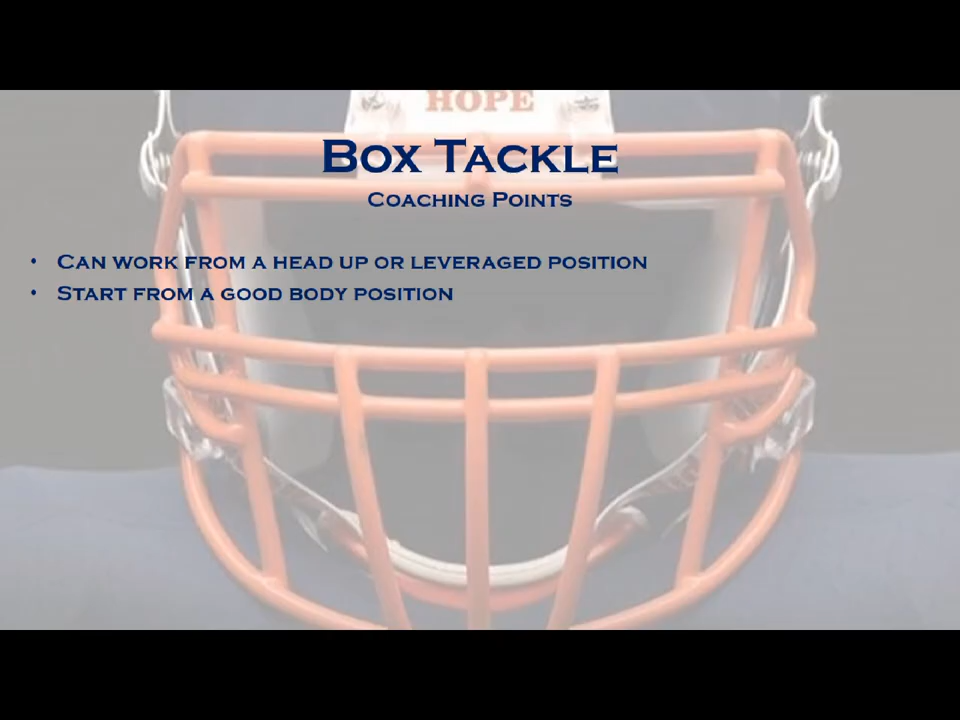 HOPE
Box Tackle
Coaching Points
• Can work from a head up or leveraged position
• Start from a good body position